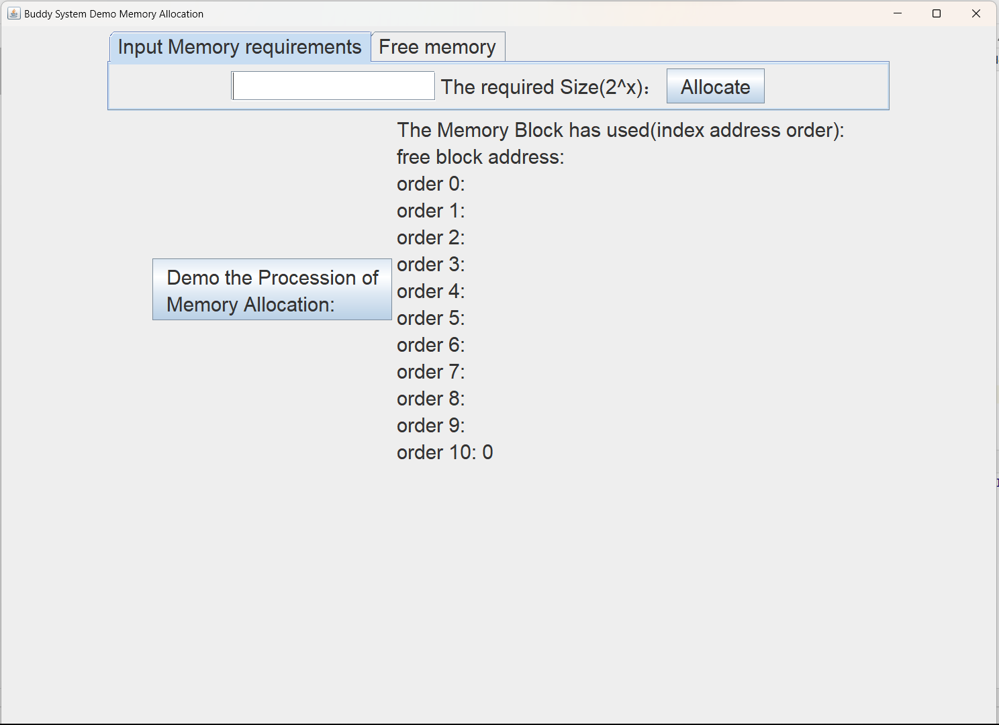 Buddy System Demo Memory Allocation
Input Memory requirements Free memory
The required Size(2^x)： Allocate
The Memory Block has used(index address order):
free block address:
order 0:
order 1:
order 2:
order 3:
order 4:
order 5:
order 6:
order 7:
order 8:
order 9:
order 10: 0
Demo the Procession of
Memory Allocation: